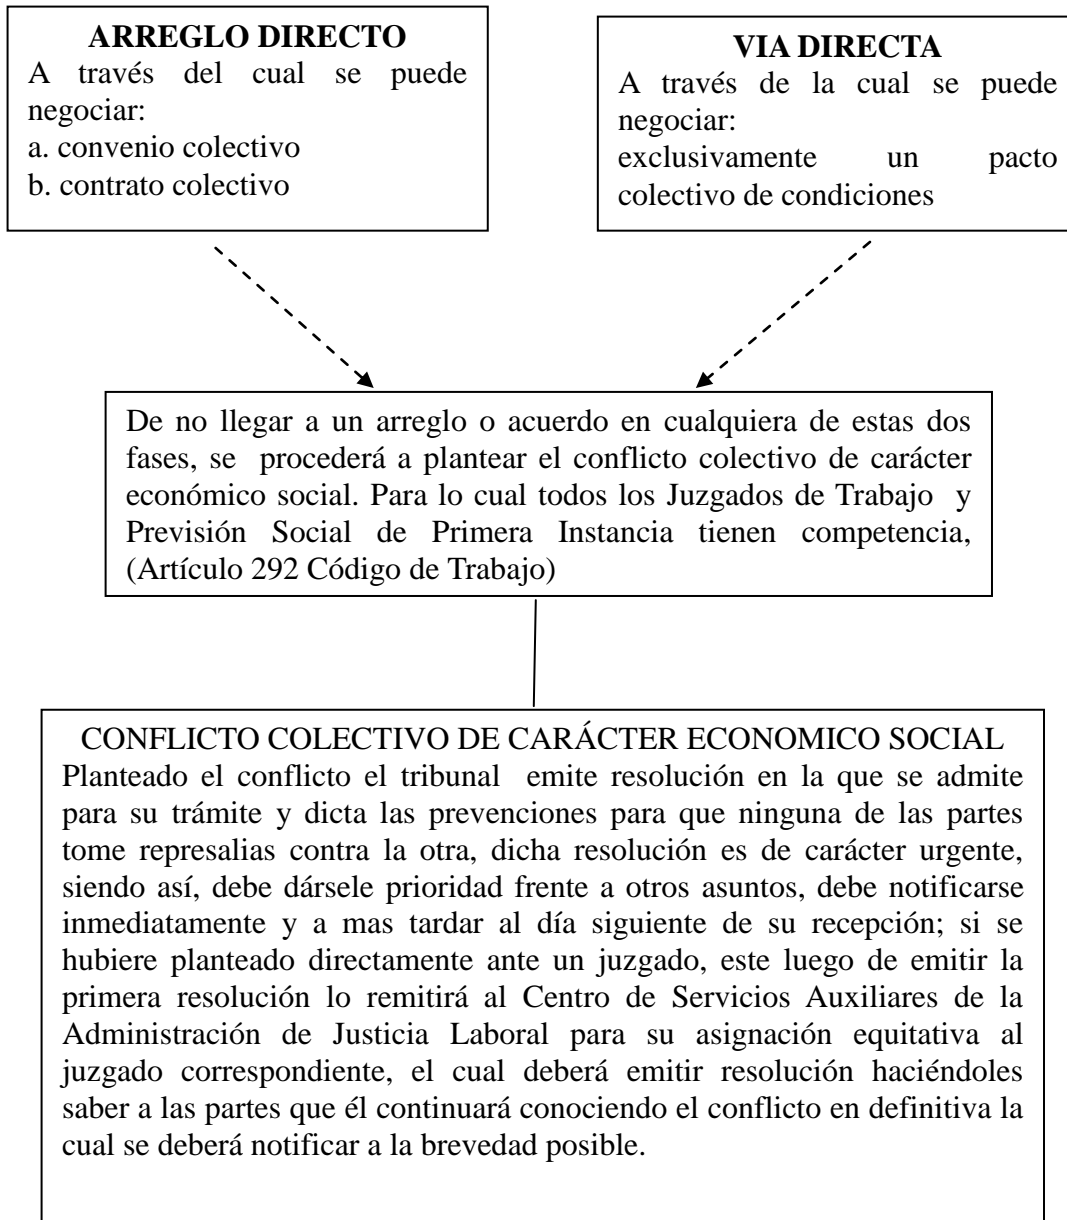 ARREGLO DIRECTO
A través del cual se puede
negociar:
a. convenio colectivo
b. contrato colectivo
VIA DIRECTA
A través de la cual se puede
negociar:
exclusivamente un pacto
colectivo de condiciones
De no llegar a un arreglo o acuerdo en cualquiera de estas dos
fases, se procederá a plantear el conflicto colectivo de carácter
económico social. Para lo cual todos los Juzgados de Trabajo y
Previsión Social de Primera Instancia tienen competencia,
(Artículo 292 Código de Trabajo)
CONFLICTO COLECTIVO DE CARÁCTER ECONOMICO SOCIAL
Planteado el conflicto el tribunal emite resolución en la que se admite
para su trámite y dicta las prevenciones para que ninguna de las partes
tome represalias contra la otra, dicha resolución es de carácter urgente,
siendo así, debe dársele prioridad frente a otros asuntos, debe notificarse
inmediatamente y a mas tardar al día siguiente de su recepción; si se
hubiere planteado directamente ante un juzgado, este luego de emitir la
primera resolución lo remitirá al Centro de Servicios Auxiliares de la
Administración de Justicia Laboral para su asignación equitativa al
juzgado correspondiente, el cual deberá emitir resolución haciéndoles
saber a las partes que él continuará conociendo el conflicto en definitiva la
cual se deberá notificar a la brevedad posible.